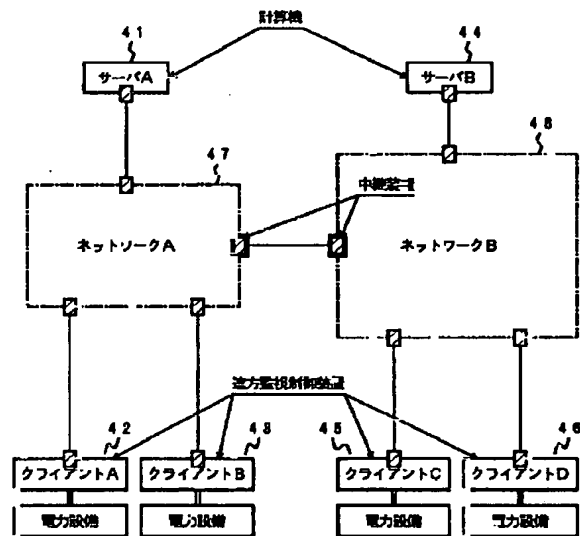 41
計算機
44
サーバA
サーバB
47
48
中継装置
ネットワークA
ネットワークB
遠方監視制御装置
42
43
45
46
クライアントA
クライアントB
クライアントC
クライアントD
電力設備
電力設備
電力設備
電力設備